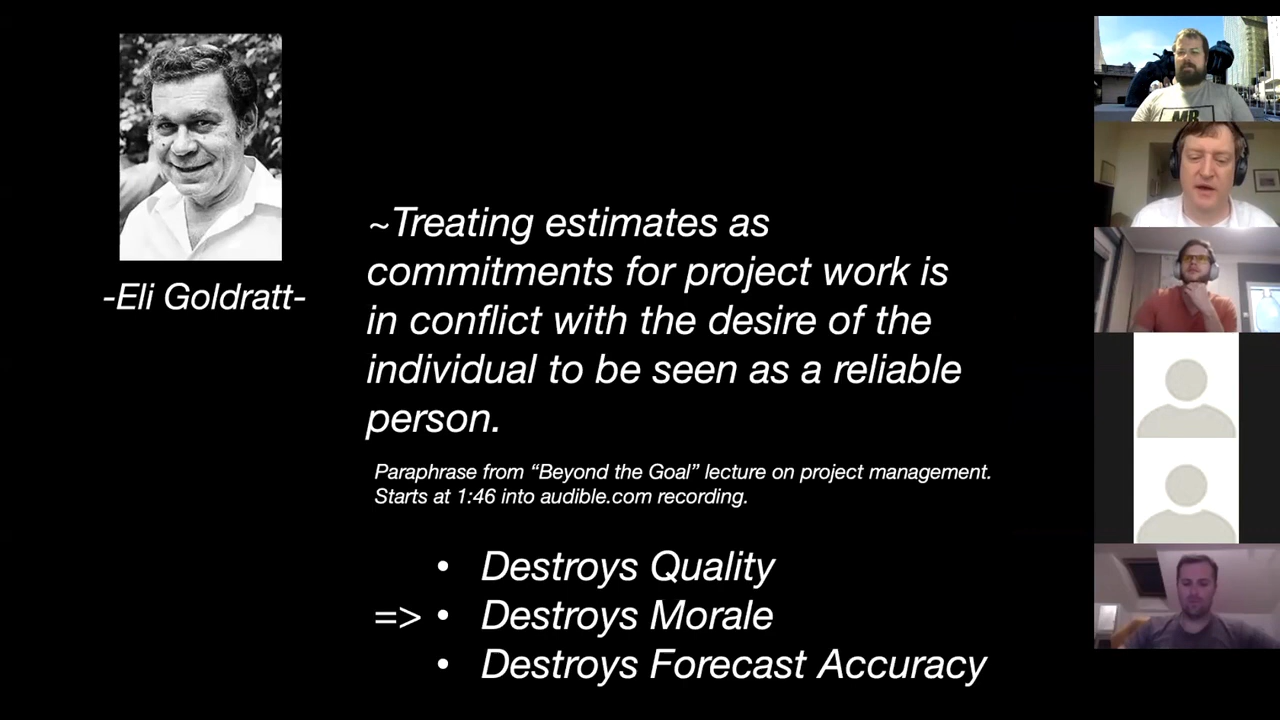 -Eli Goldratt-
~Treating estimates as
commitments for project work is
in conflict with the desire of the
individual to be seen as a reliable
person.
Paraphrase from “Beyond the Goal” lecture on project management.
Starts at 1:46 into audible.com recording.
• Destroys Quality
=> • Destroys Morale
• Destroys Forecast Accuracy
MR